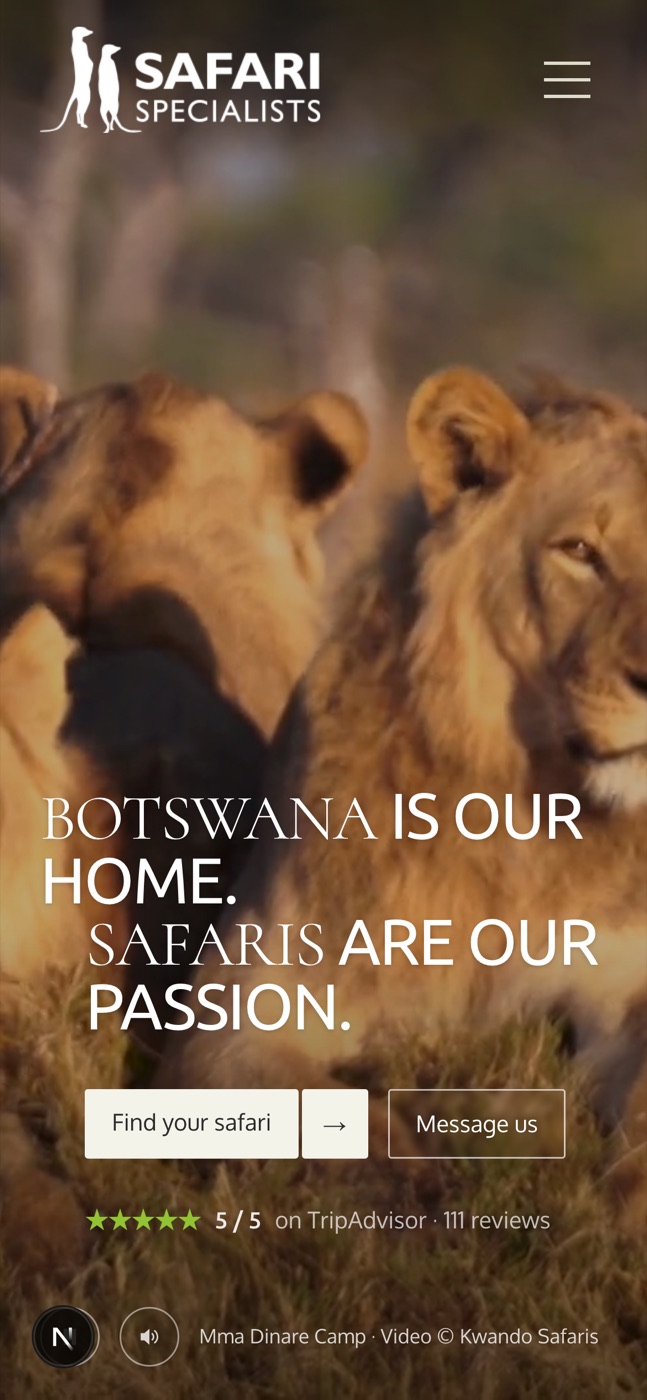 SAFARI
SPECIALISTS
BOTSWANA IS OUR
HOME.
SAFARIS ARE OUR
PASSION.
Find your safari → Message us
★★★★★ 5 / 5 on TripAdvisor · 111 reviews
N Mma Dinare Camp · Video © Kwando Safaris